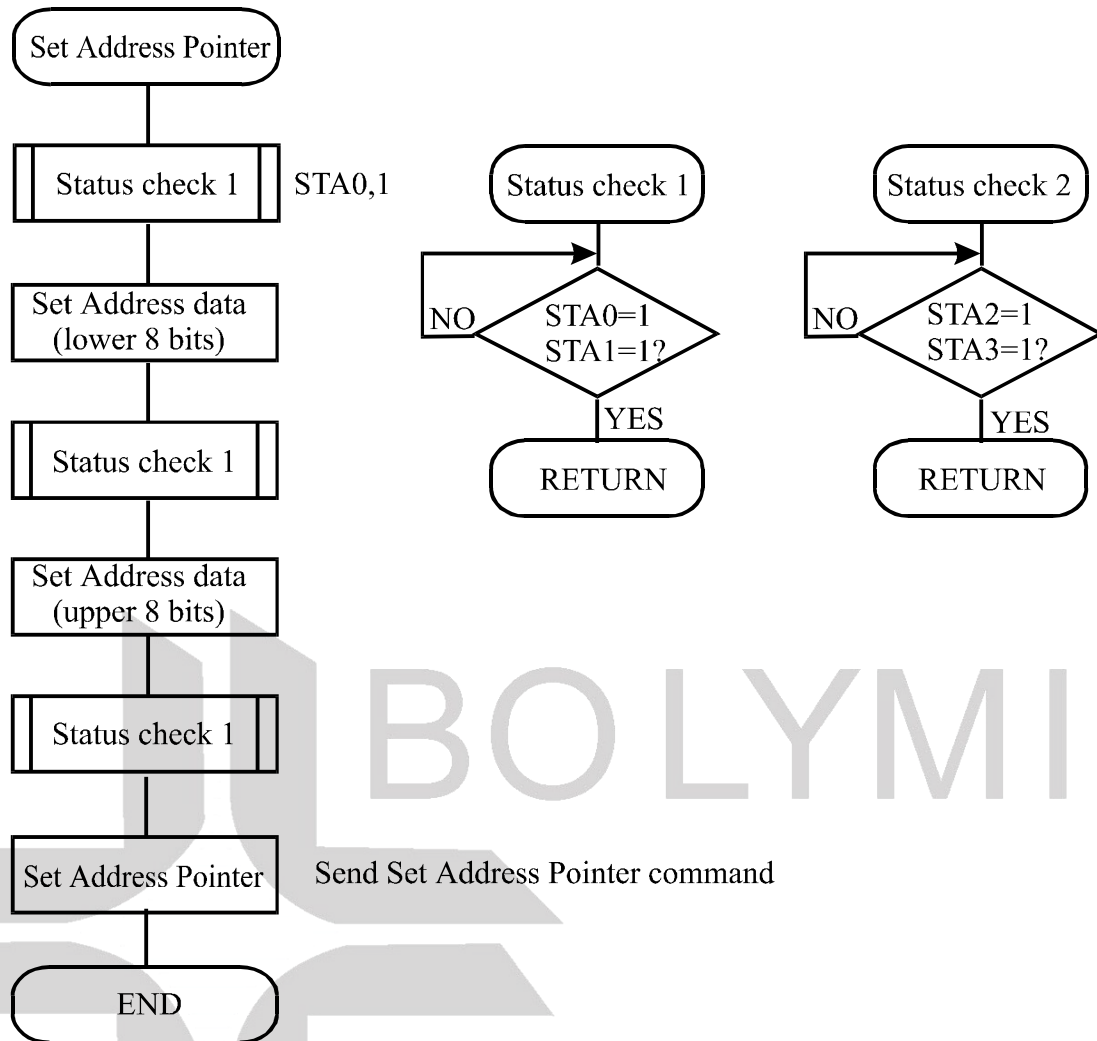 Set Address Pointer
Status check 1
STA0,1
Set Address data
(lower 8 bits)
Status check 1
Set Address data
(upper 8 bits)
Status check 1
Set Address Pointer
Send Set Address Pointer command
END
Status check 1
NO
STA0=1
STA1=1?
YES
RETURN
Status check 2
NO
STA2=1
STA3=1?
YES
RETURN
BOLYMI